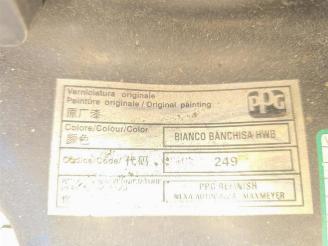 Verniciatura originale
Peinture originale/Original painting
原厂漆
PPG
Colore/Colour/Color
颜色
BIANCO BANCHISA HWB
Codice/Code/代码
249
PPG REFINISH
MAXMEYER